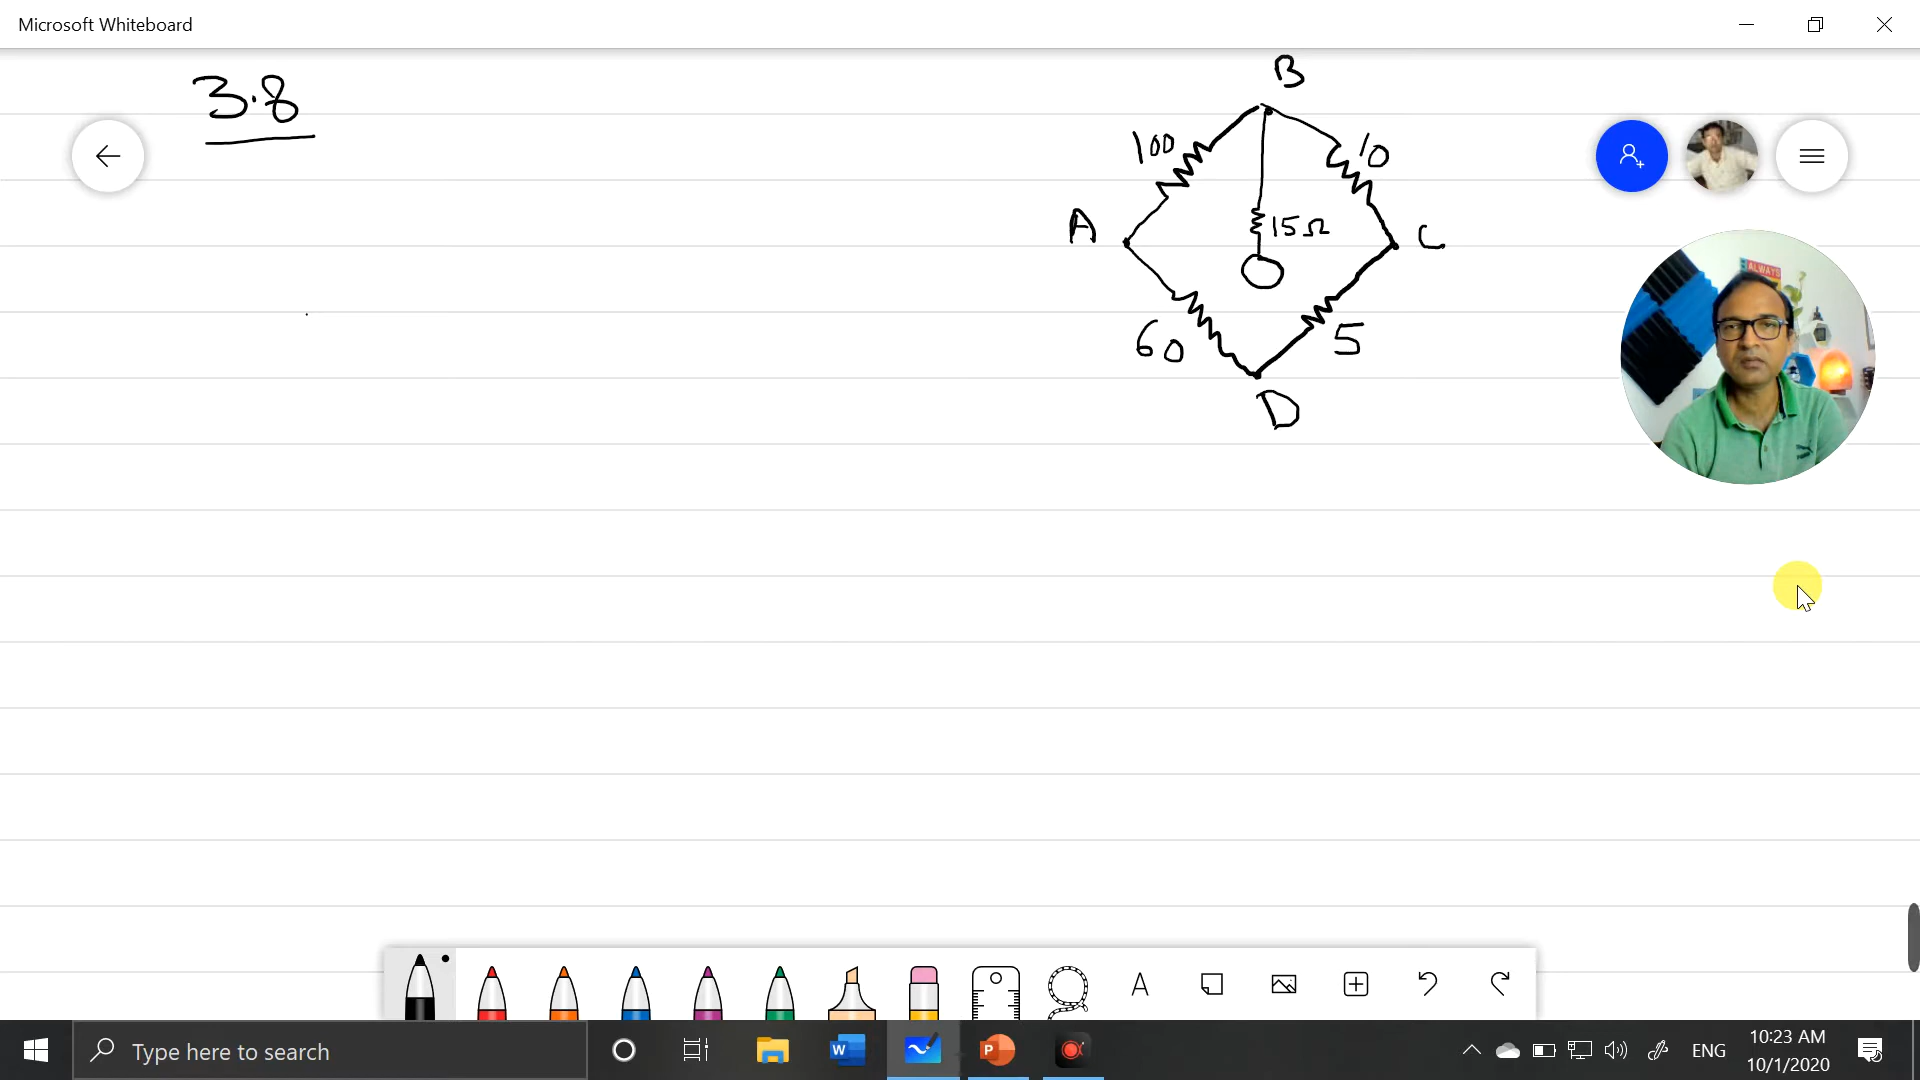 Microsoft Whiteboard
3.8
B
100
10
A
15Ω
C
60
5
D
ALWAYS
A
W
P
Type here to search
ENG
10:23 AM
10/1/2020